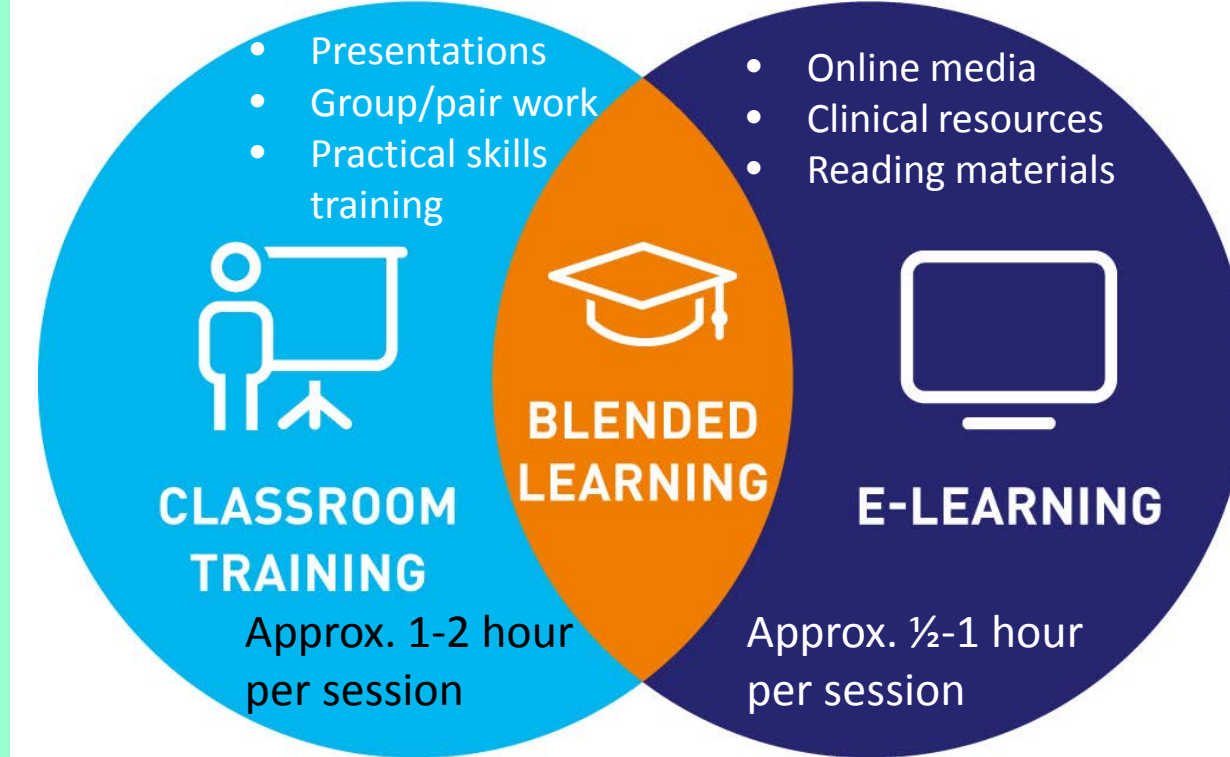 • Presentations
• Group/pair work
• Practical skills
training
CLASSROOM
TRAINING
Approx. 1-2 hour
per session
BLENDED
LEARNING
• Online media
• Clinical resources
• Reading materials
E-LEARNING
Approx. ½-1 hour
per session